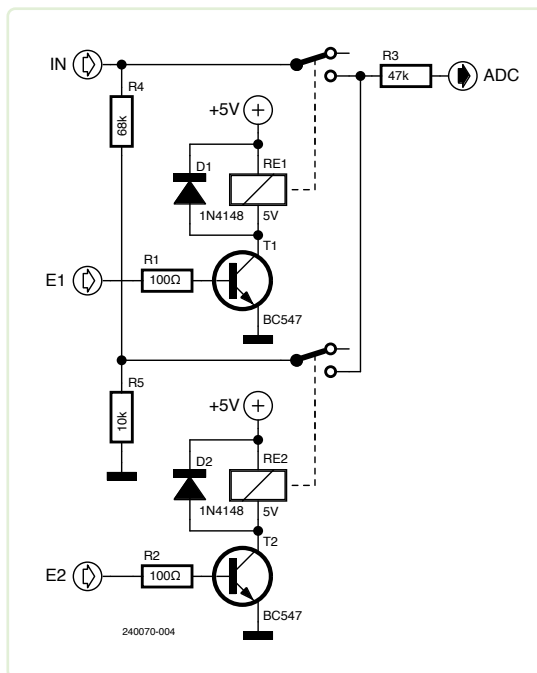 IN
R3
47k
ADC
R4
68k
+5V
D1
RE1
1N4148
5V
R1
T1
E1
100Ω
BC547
R5
10k
+5V
D2
RE2
1N4148
5V
R2
T2
E2
100Ω
BC547
240070-004